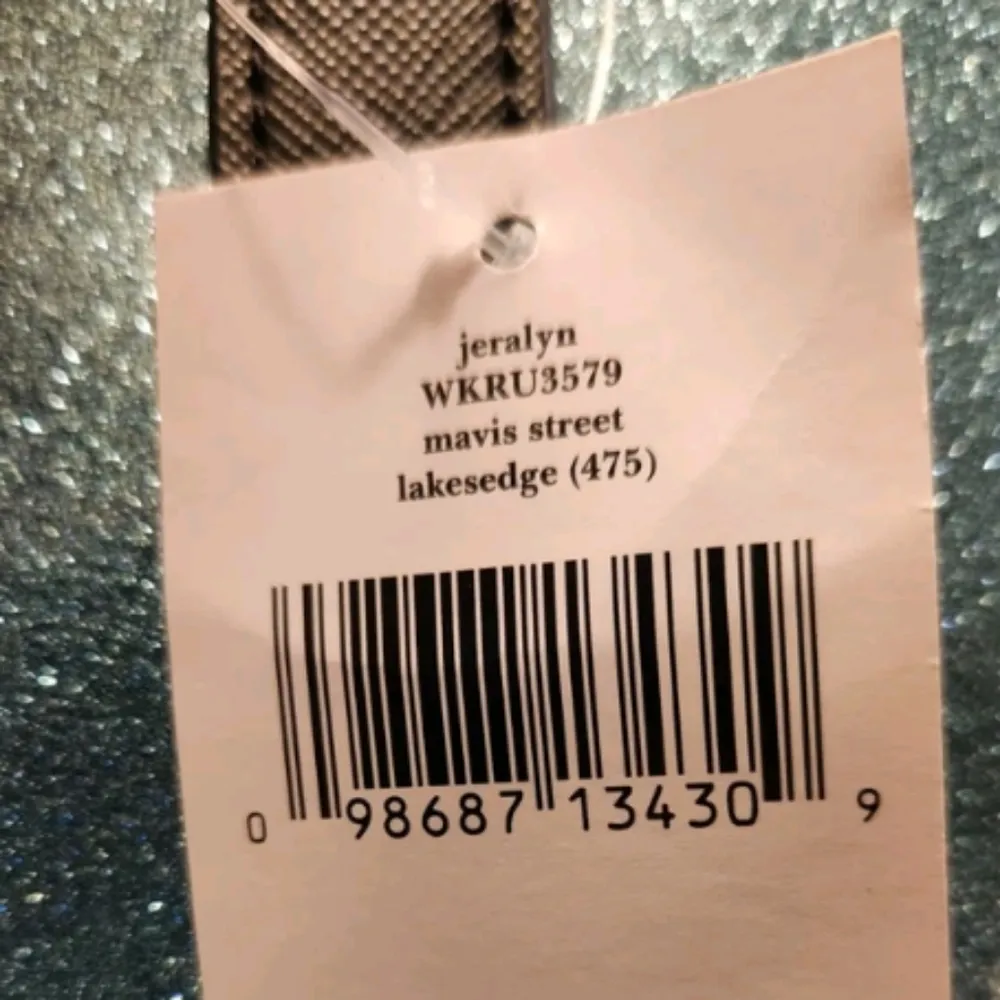 jeralyn
WKRU3579
mavis street
lakesedge (475)
0 98687 13430 9